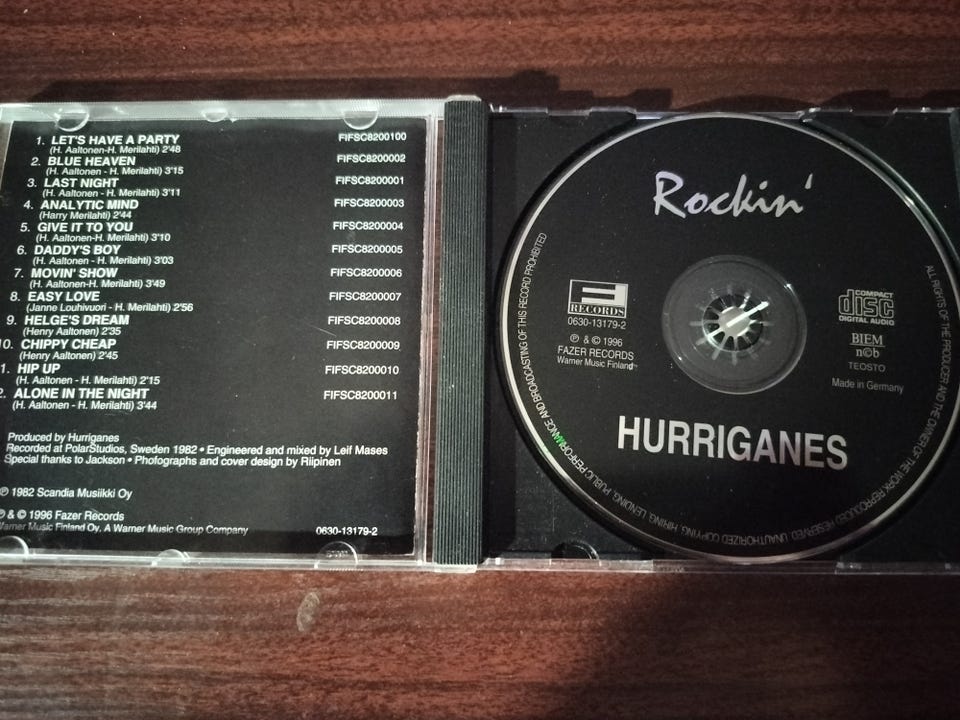 1. LET'S HAVE A PARTY FIFSC8200100
(H. Aaltonen-H. Merilahti) 2'48
2. BLUE HEAVEN FIFSC8200002
(H. Aaltonen - H. Merilahti) 3'15
3. LAST NIGHT FIFSC8200001
(H. Aaltonen - H. Merilahti) 3'11
4. ANALYTIC MIND FIFSC8200003
(Harry Merilahti) 2'44
5. GIVE IT TO YOU FIFSC8200004
(H. Aaltonen-H. Merilahti) 3'10
6. DADDY'S BOY FIFSC8200005
(H. Aaltonen - H. Merilahti) 3'03
7. MOVIN' SHOW FIFSC8200006
(H. Aaltonen-H. Merilahti) 3'49
8. EASY LOVE FIFSC8200007
(Janne Louhivuori - H. Merilahti) 2'56
9. HELGE'S DREAM FIFSC8200008
(Henry Aaltonen) 2'35
10. CHIPPY CHEAP FIFSC8200009
(Henry Aaltonen) 2'45
1. HIP UP FIFSC8200010
(H. Aaltonen - H. Merilahti) 2'15
2. ALONE IN THE NIGHT FIFSC8200011
(H. Aaltonen - H. Merilahti) 3'44
Produced by Hurriganes
Recorded at PolarStudios, Sweden 1982 • Engineered and mixed by Leif Mases
Special thanks to Jackson • Photographs and cover design by Riipinen
℗ 1982 Scandia Musiikki Oy
℗ & © 1996 Fazer Records
Warner Music Finland Oy, A Warner Music Group Company 0630-13179-2
Rockin'
F
RECORDS
0630-13179-2
℗ & © 1996
FAZER RECORDS
Warner Music Finland
COMPACT
disc
DIGITAL AUDIO
BIEM
n©b
TEOSTO
Made in Germany
HURRIGANES
ALL RIGHTS OF THE PRODUCER AND THE OWNER OF THE WORK REPRODUCED RESERVED. UNAUTHORIZED COPYING, HIRING, LENDING, PUBLIC PERFORMANCE AND BROADCASTING OF THIS RECORD PROHIBITED